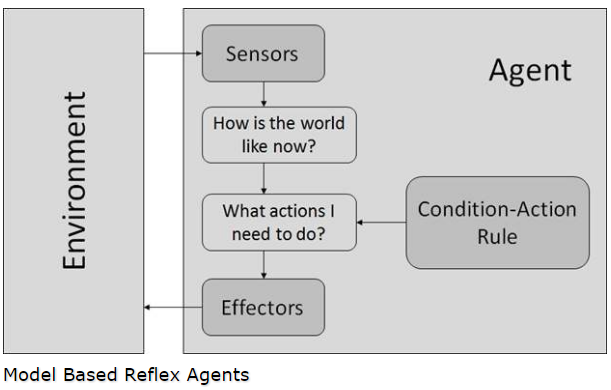 Environment
Agent
Sensors
How is the world
like now?
What actions I
need to do?
Condition-Action
Rule
Effectors
Model Based Reflex Agents